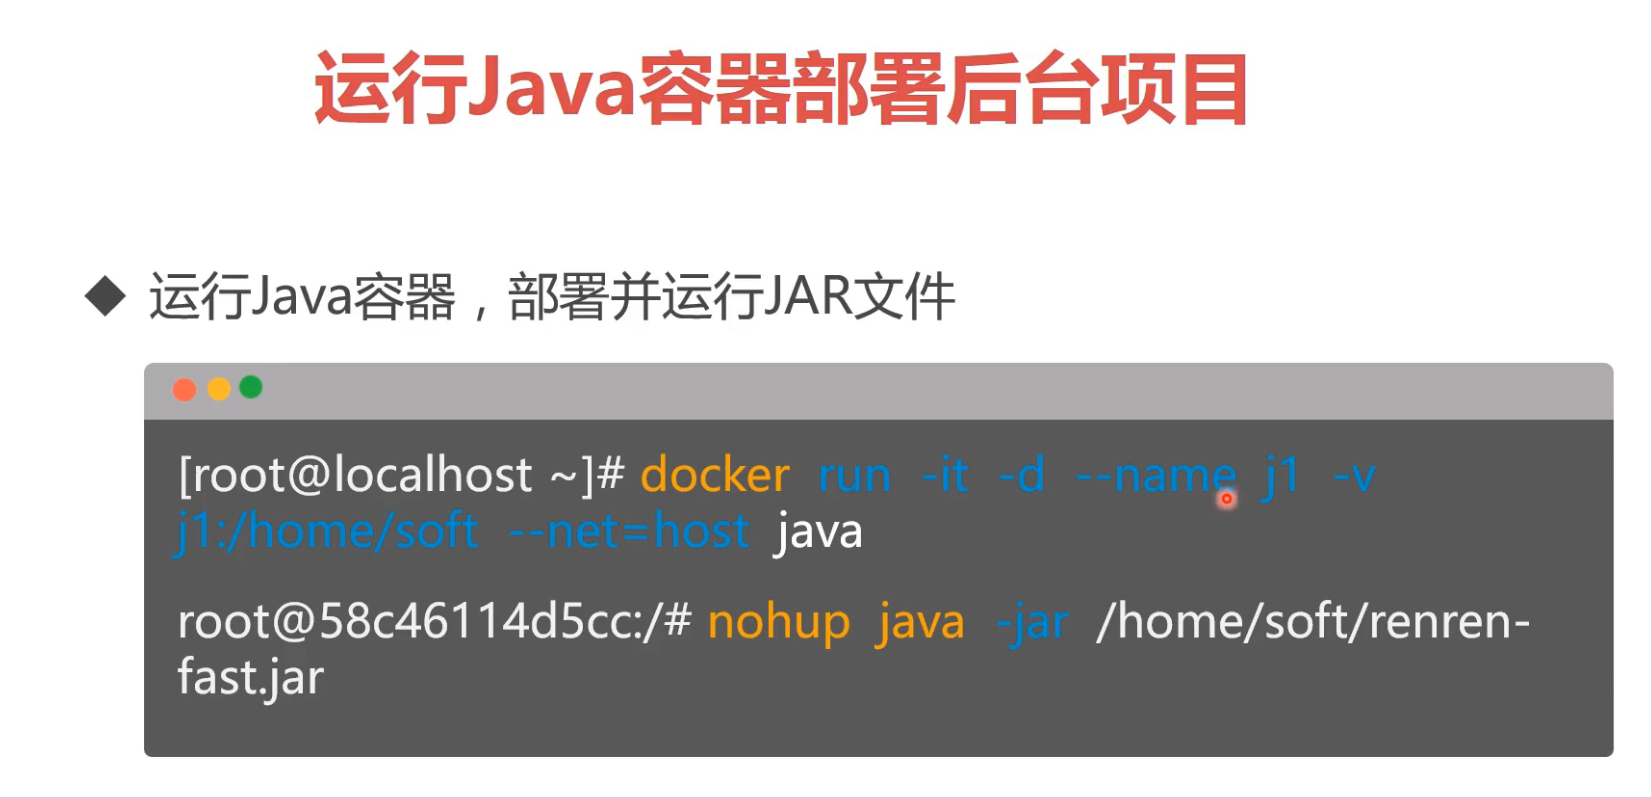 运行Java容器部署后台项目
运行Java容器，部署并运行JAR文件
[root@localhost ~]# docker run -it -d --name j1 -v
j1:/home/soft --net=host java
root@58c46114d5cc:/# nohup java -jar /home/soft/renren-
fast.jar